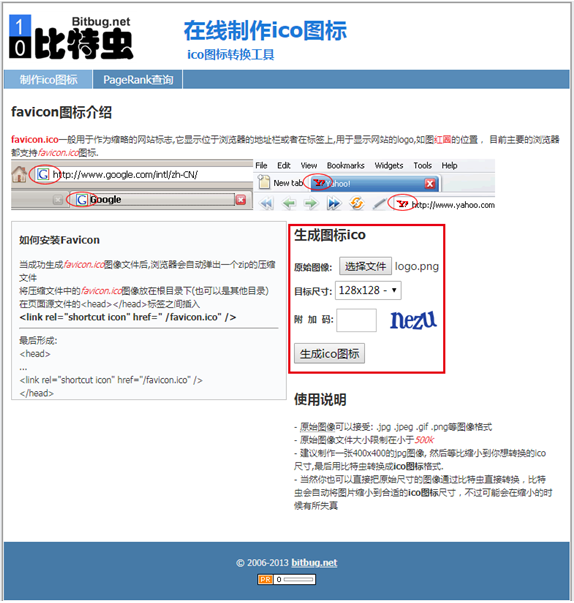 10
Bitbug.net
比特虫
在线制作ico图标
ico图标转换工具
制作ico图标 PageRank查询
favicon图标介绍
favicon.ico一般用于作为缩略的网站标志,它显示位于浏览器的地址栏或者在标签上,用于显示网站的logo,如图红圆的位置， 目前主要的浏览器
都支持favicon.ico图标.
http://www.google.com/intl/zh-CN/
Google
File Edit View Bookmarks Widgets Tools Help
New tab Yahoo!
http://www.yahoo.com
如何安装Favicon
当成功生成favicon.ico图像文件后,浏览器会自动弹出一个zip的压缩
文件
将压缩文件中的favicon.ico图像放在根目录下(也可以是其他目录)
在页面源文件的<head></head>标签之间插入
<link rel="shortcut icon" href=" /favicon.ico" />
最后形成:
<head>
...
<link rel="shortcut icon" href="/favicon.ico" />
</head>
生成图标ico
原始图像: 选择文件 logo.png
目标尺寸: 128x128 -
附 加 码:
nezu
生成ico图标
使用说明
- 原始图像可以接受: .jpg .jpeg .gif .png等图像格式
- 原始图像文件大小限制在小于500k
- 建议制作一张400x400的jpg图像, 然后等比缩小到你想转换的ico
尺寸,最后用比特虫转换成ico图标格式.
- 当然你也可以直接把原始尺寸的图像通过比特虫直接转换，比特
虫会自动将图片缩小到合适的ico图标尺寸，不过可能会在缩小的时
候有所失真
© 2006-2013 bitbug.net
PR 0